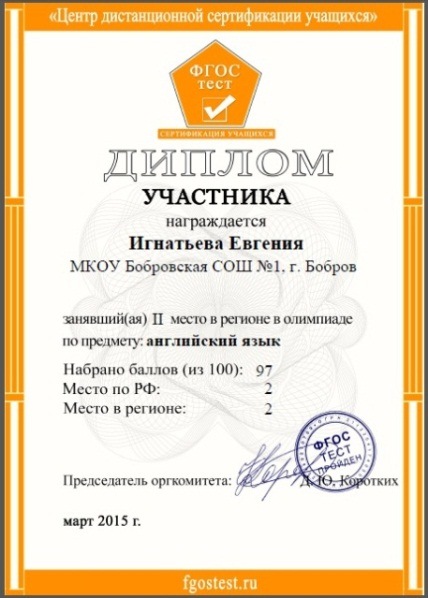 «Центр дистанционной сертификации учащихся»
ФГОС
тест
СЕРТИФИКАЦИЯ УЧАЩИХСЯ
ДИПЛОМ
УЧАСТНИКА
награждается
Игнатьева Евгения
МКОУ Бобровская СОШ №1, г. Бобров
занявший(ая) II место в регионе в олимпиаде
по предмету: английский язык
Набрано баллов (из 100): 97
Место по РФ: 2
Место в регионе: 2
ФГОС
ТЕСТ
ПРОЙДЕН
Председатель оргкомитета: Д.Ю. Коротких
март 2015 г.
fgostest.ru